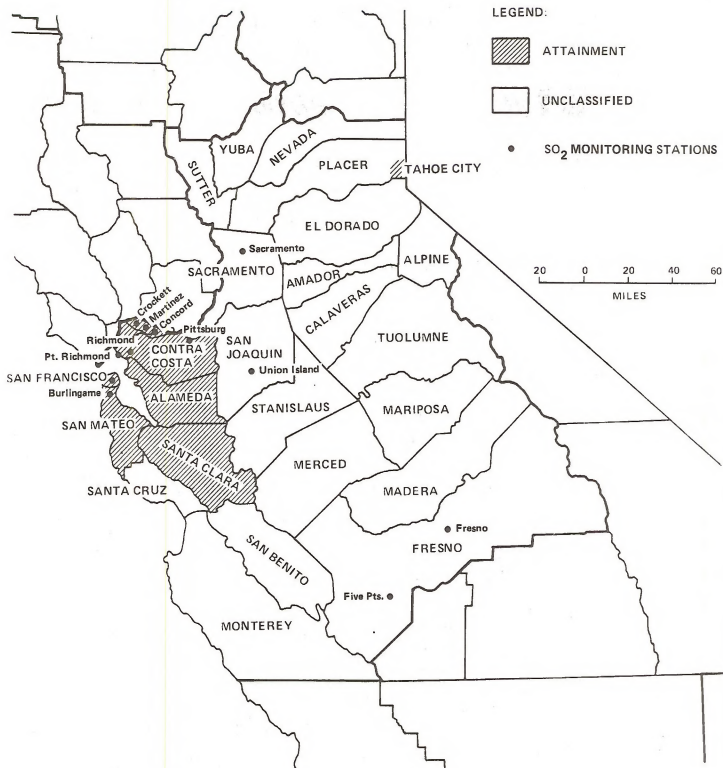 LEGEND:
ATTAINMENT
UNCLASSIFIED
SO2 MONITORING STATIONS
20 0 20 40 60
MILES
YUBA
NEVADA
SUTTER
PLACER
TAHOE CITY
EL DORADO
Sacramento
SACRAMENTO
AMADOR
ALPINE
CALAVERAS
Crockett
Martinez
Concord
Pittsburg
Richmond
Pt. Richmond
CONTRA
COSTA
SAN
JOAQUIN
TUOLUMNE
Union Island
SAN FRANCISCO
Burlingame
ALAMEDA
STANISLAUS
MARIPOSA
SAN MATEO
SANTA CLARA
MERCED
SANTA CRUZ
MADERA
Fresno
FRESNO
SAN BENITO
Five Pts.
MONTEREY